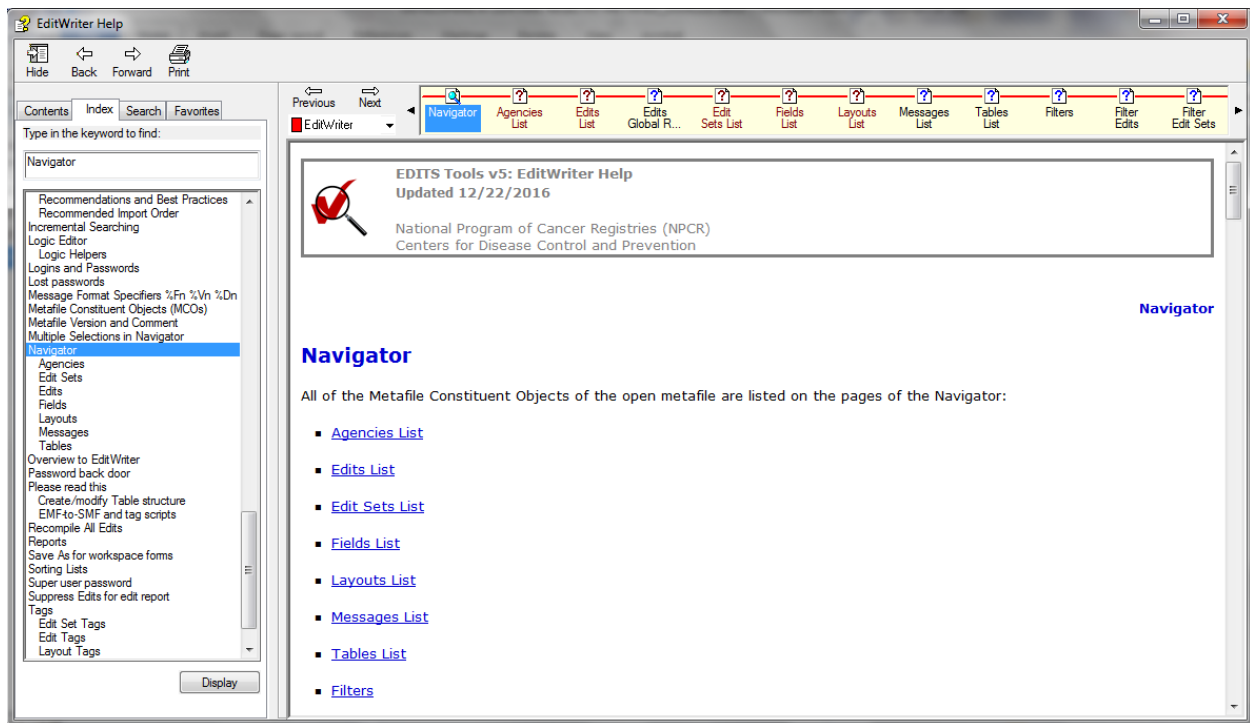 EditWriter Help
Hide Back Forward Print
Contents Index Search Favorites
Type in the keyword to find:
Navigator
Recommendations and Best Practices
Recommended Import Order
Incremental Searching
Logic Editor
Logic Helpers
Logins and Passwords
Lost passwords
Message Format Specifiers %Fn %Vn %Dn
Metafile Constituent Objects (MCOs)
Metafile Version and Comment
Multiple Selections in Navigator
Navigator
Agencies
Edit Sets
Edits
Fields
Layouts
Messages
Tables
Overview to EditWriter
Password back door
Please read this
Create/modify Table structure
EMF-to-SMF and tag scripts
Recompile All Edits
Reports
Save As for workspace forms
Sorting Lists
Super user password
Suppress Edits for edit report
Tags
Edit Set Tags
Edit Tags
Layout Tags
Display
Previous Next
EditWriter
Navigator
Agencies List
Edits List
Edits Global R...
Edit Sets List
Fields List
Layouts List
Messages List
Tables List
Filters
Filter Edits
Filter Edit Sets
EDITS Tools v5: EditWriter Help
Updated 12/22/2016
National Program of Cancer Registries (NPCR)
Centers for Disease Control and Prevention
Navigator
Navigator
All of the Metafile Constituent Objects of the open metafile are listed on the pages of the Navigator:
Agencies List
Edits List
Edit Sets List
Fields List
Layouts List
Messages List
Tables List
Filters